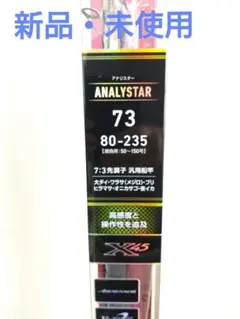 新品・未使用
アナリスター
ANALYSTAR
73
80-235
7:3先調子 汎用船竿
大ダイ・ワラサ(メジロ)・ブリ
ヒラマサ・オニカサゴ・夜イカ
高感度と
操作性を追及
X45